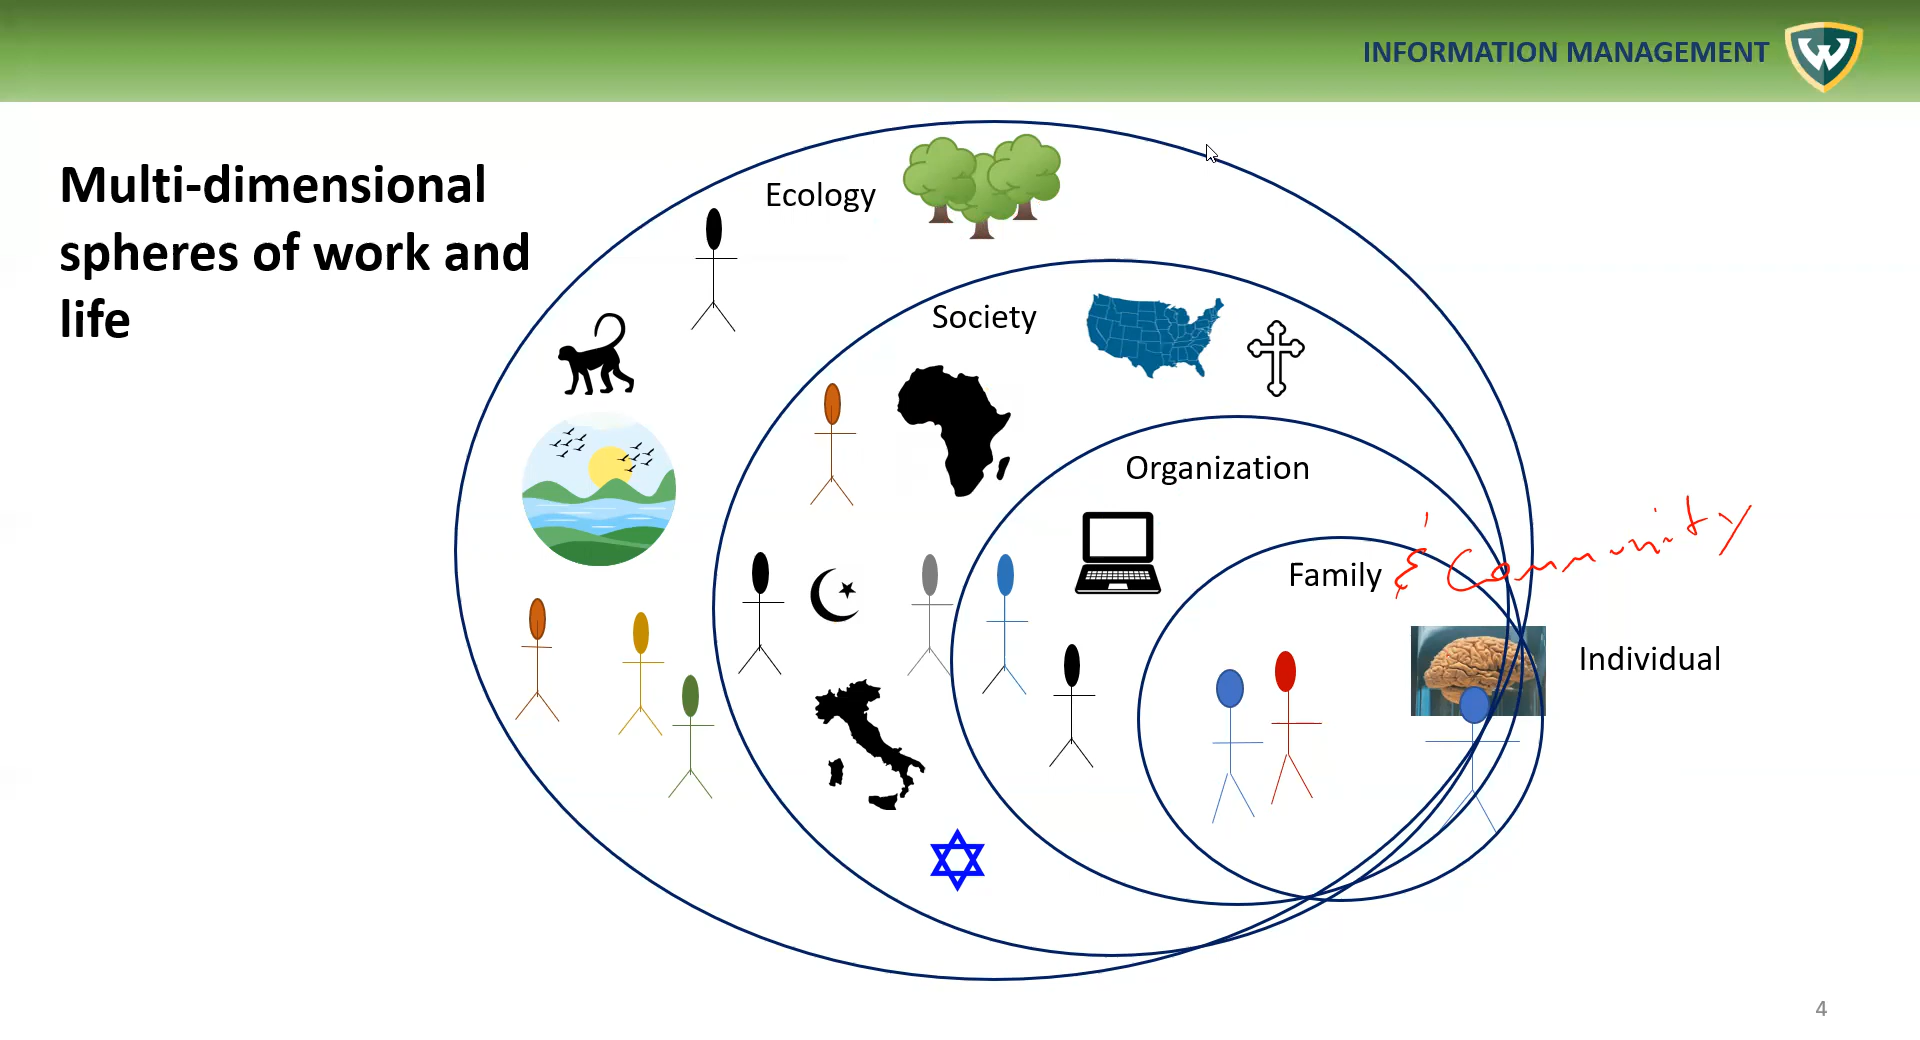 INFORMATION MANAGEMENT
W
Multi-dimensional
spheres of work and
life
Ecology
Society
Organization
Family & Community
Individual
4